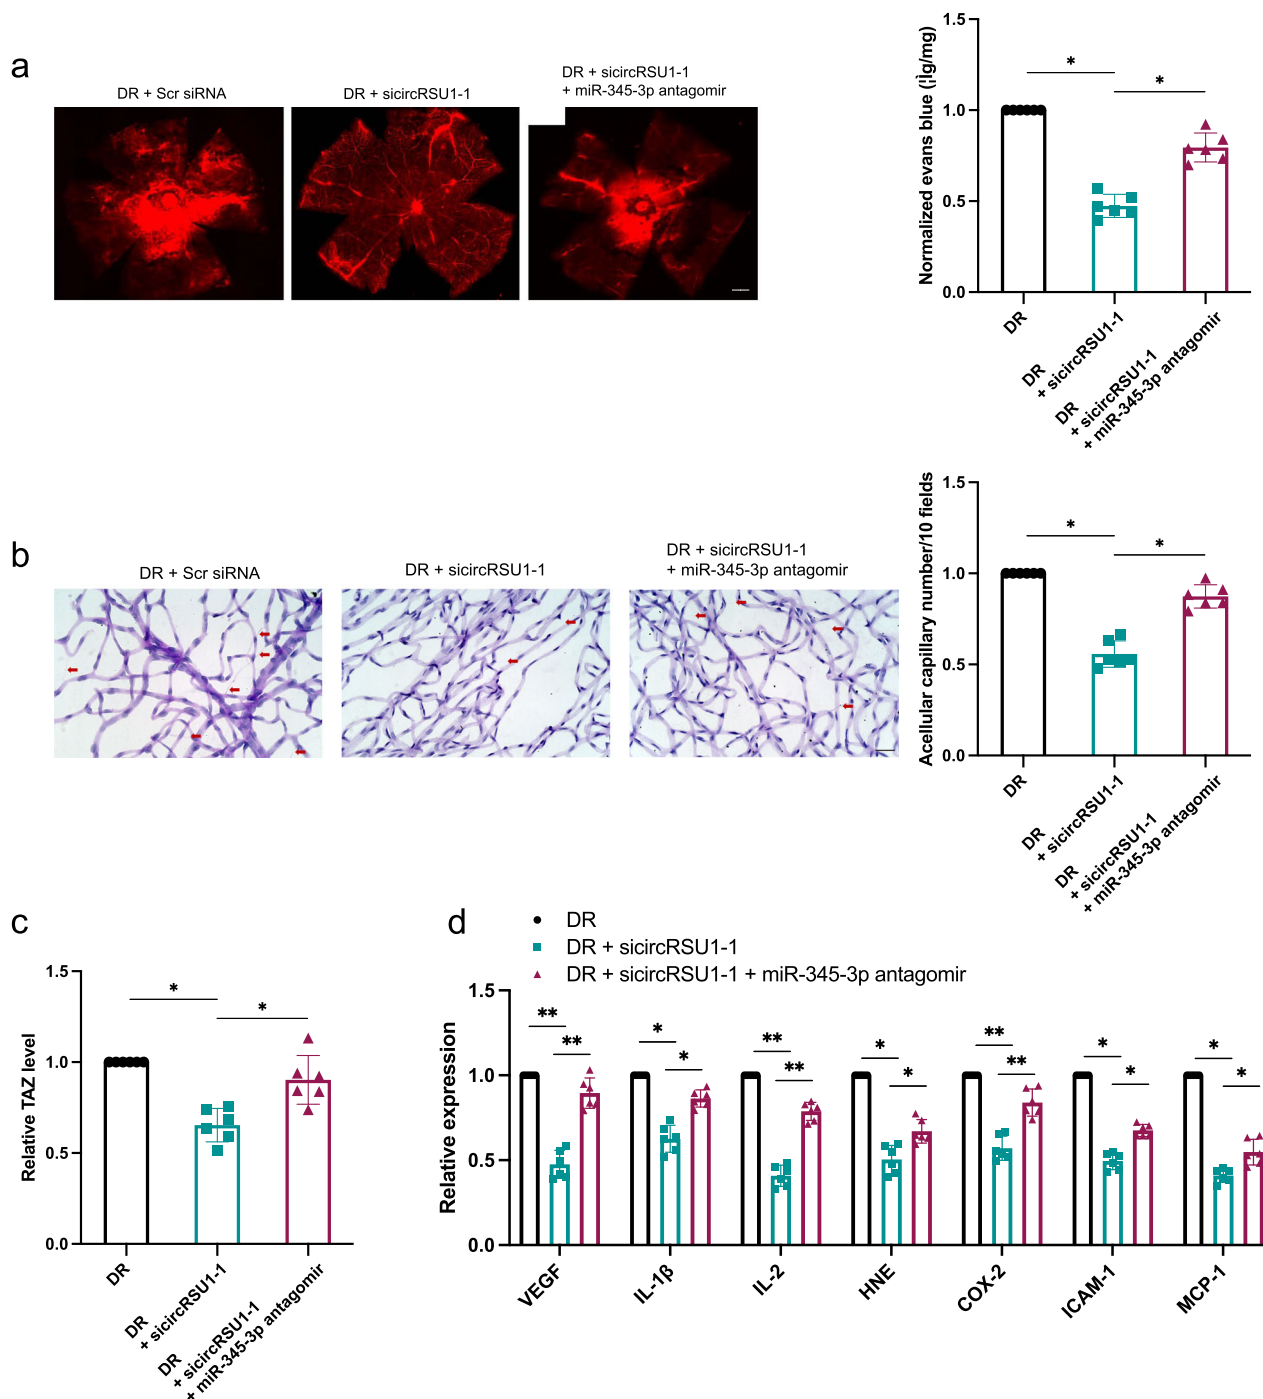 a
DR + Scr siRNA
DR + sicircRSU1-1
DR + sicircRSU1-1
+ miR-345-3p antagomir
Normalized evans blue (¦Ìg/mg)
1.5
*
*
1.0
0.5
0.0
DR
DR
+ sicircRSU1-1
DR
+ sicircRSU1-1
+ miR-345-3p antagomir
b
DR + Scr siRNA
DR + sicircRSU1-1
DR + sicircRSU1-1
+ miR-345-3p antagomir
Acellular capillary number/10 fields
1.5
*
*
1.0
0.5
0.0
DR
DR
+ sicircRSU1-1
DR
+ sicircRSU1-1
+ miR-345-3p antagomir
c
Relative TAZ level
1.5
*
*
1.0
0.5
0.0
DR
DR
+ sicircRSU1-1
DR
+ sicircRSU1-1
+ miR-345-3p antagomir
d
DR
DR + sicircRSU1-1
DR + sicircRSU1-1 + miR-345-3p antagomir
Relative expression
1.5
** ** * * ** ** * * ** ** * * * *
1.0
0.5
0.0
VEGF
IL-1β
IL-2
HNE
COX-2
ICAM-1
MCP-1